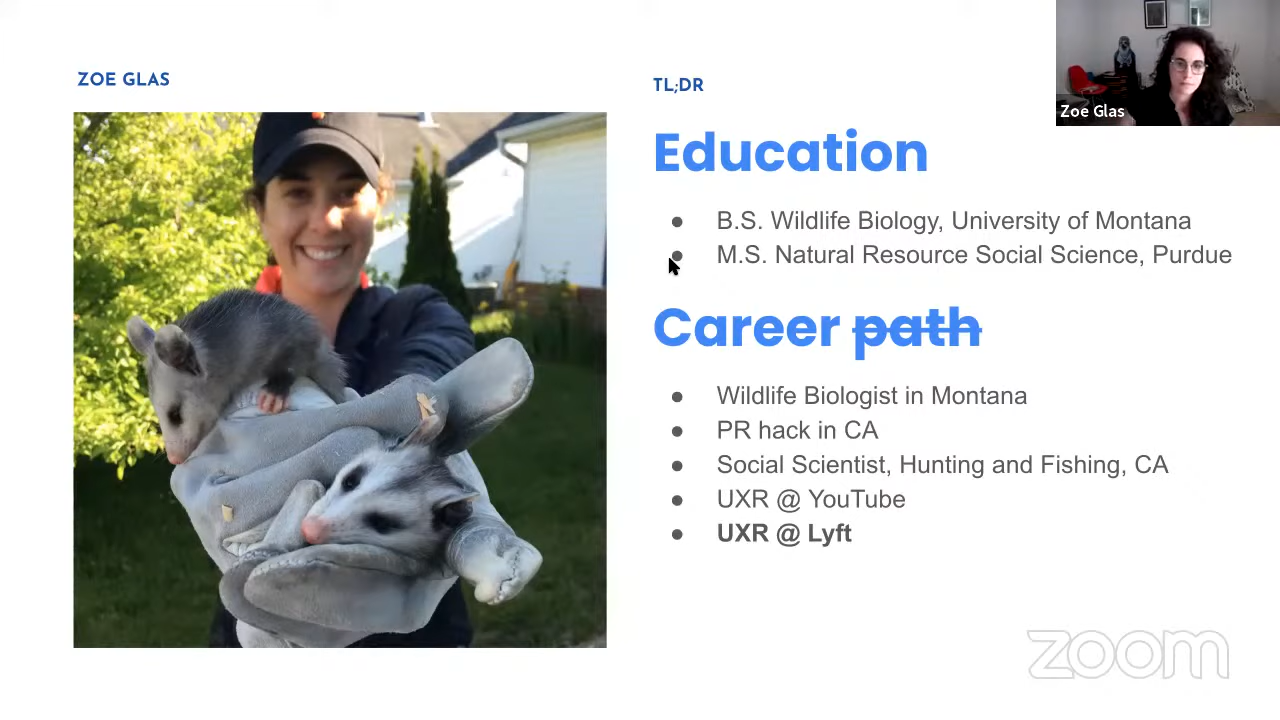 ZOE GLAS
TL;DR
Zoe Glas
Education
● B.S. Wildlife Biology, University of Montana
● M.S. Natural Resource Social Science, Purdue
Career path
● Wildlife Biologist in Montana
● PR hack in CA
● Social Scientist, Hunting and Fishing, CA
● UXR @ YouTube
● UXR @ Lyft
zoom